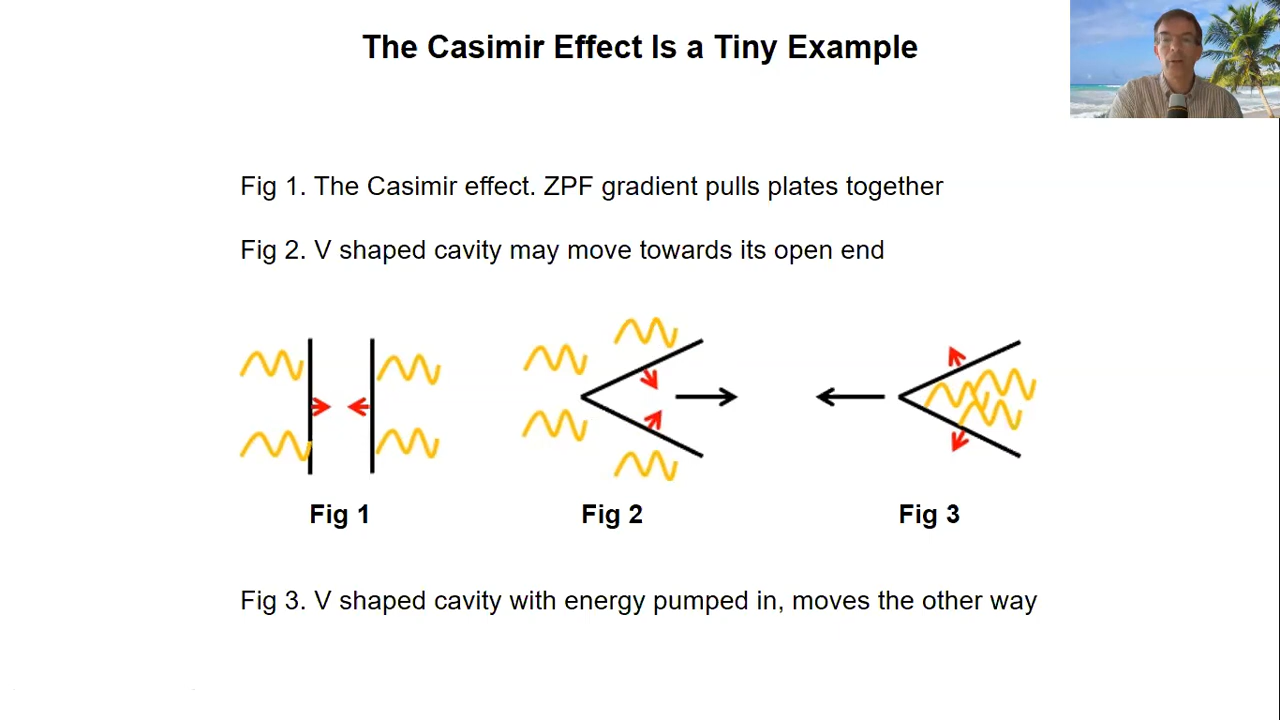 The Casimir Effect Is a Tiny Example
Fig 1. The Casimir effect. ZPF gradient pulls plates together
Fig 2. V shaped cavity may move towards its open end
Fig 1
Fig 2
Fig 3
Fig 3. V shaped cavity with energy pumped in, moves the other way